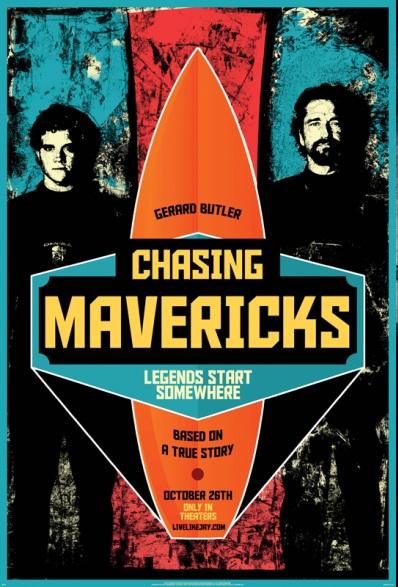 GERARD BUTLER
CHASING
MAVERICKS
LEGENDS START
SOMEWHERE
BASED ON
A TRUE STORY
OCTOBER 26TH
ONLY IN
THEATERS
LIVELIKEJAY.COM